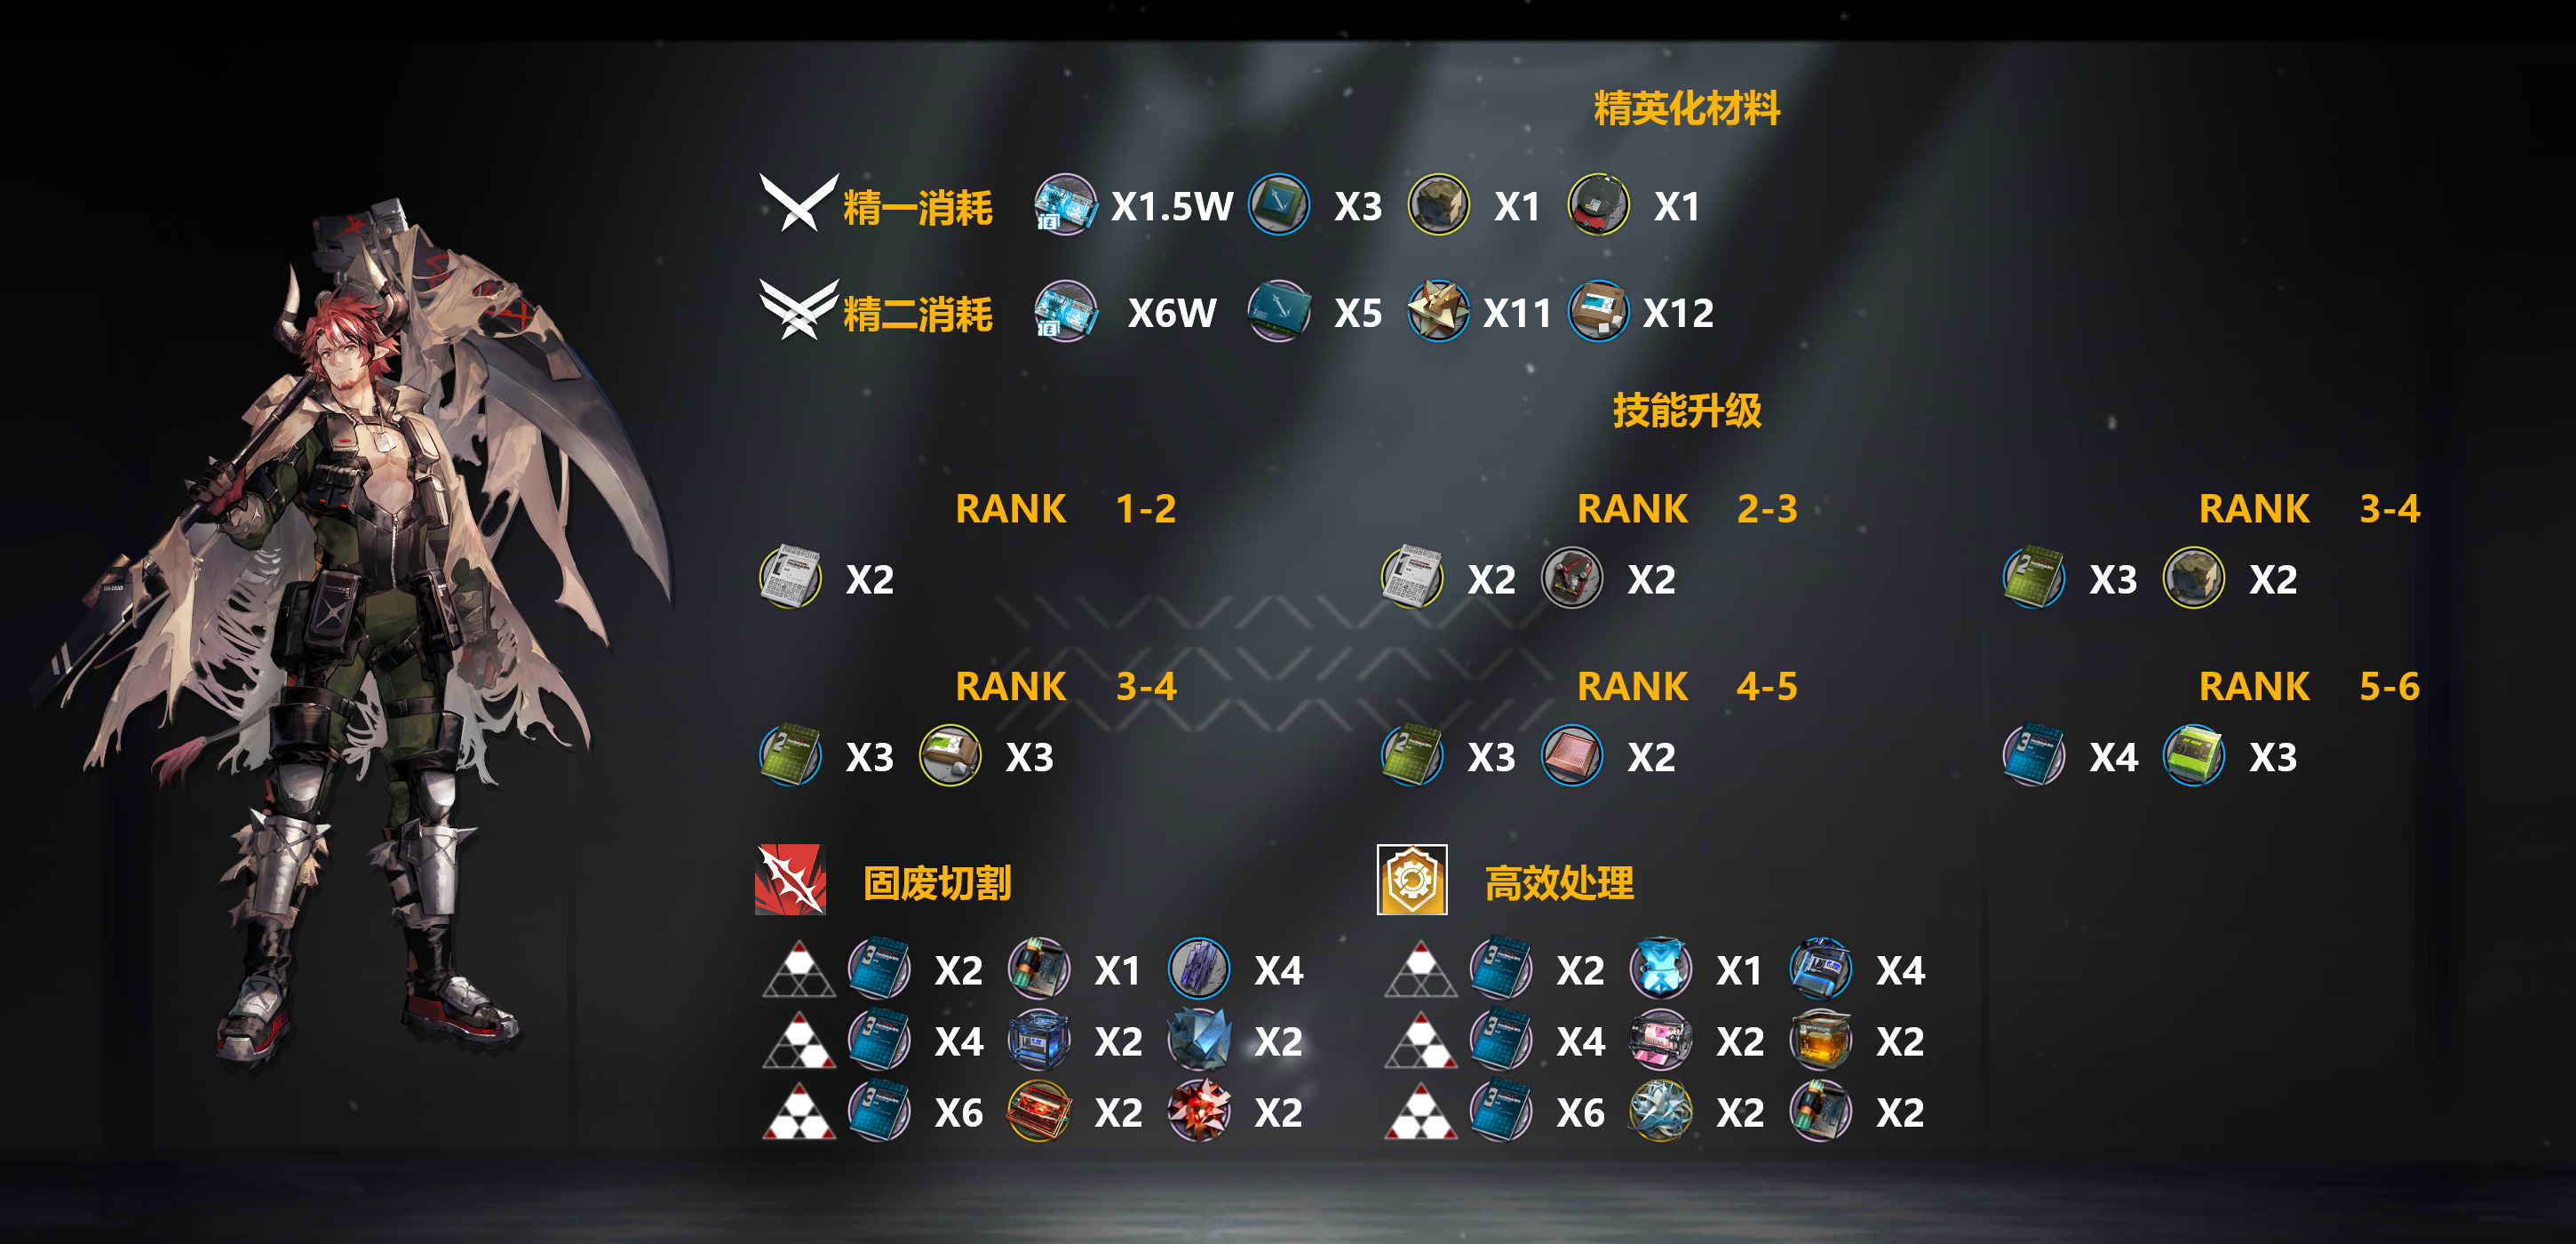 精英化材料
精一消耗 X1.5W X3 X1 X1
精二消耗 X6W X5 X11 X12
技能升级
RANK 1-2 RANK 2-3 RANK 3-4
X2 X2 X2 X3 X2
RANK 3-4 RANK 4-5 RANK 5-6
X3 X3 X3 X2 X4 X3
固废切割 高效处理
X2 X1 X4 X2 X1 X4
X4 X2 X2 X4 X2 X2
X6 X2 X2 X6 X2 X2